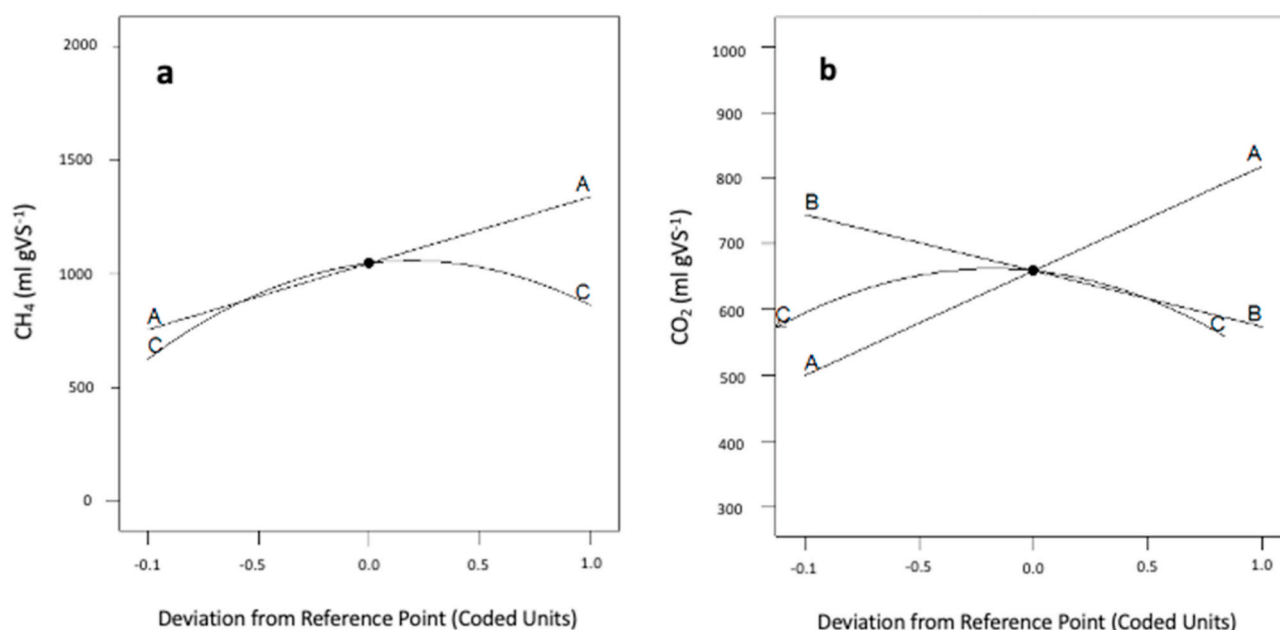 a
2000
1500
1000
500
0
CH4 (ml gVS-1)
A
C
A
C
-0.1
-0.5
0.0
0.5
1.0
Deviation from Reference Point (Coded Units)
b
1000
900
800
700
600
500
400
300
CO2 (ml gVS-1)
B
C
A
A
B
C
-0.1
-0.5
0.0
0.5
1.0
Deviation from Reference Point (Coded Units)